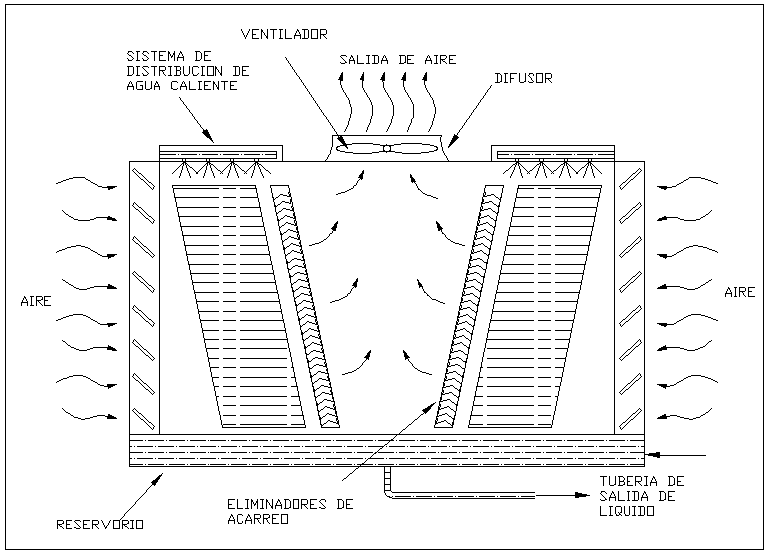 VENTILADOR
SISTEMA DE
DISTRIBUCION DE
AGUA CALIENTE
SALIDA DE AIRE
DIFUSOR
AIRE
AIRE
TUBERIA DE
SALIDA DE
LIQUIDO
ELIMINADORES DE
ACARREO
RESERVORIO